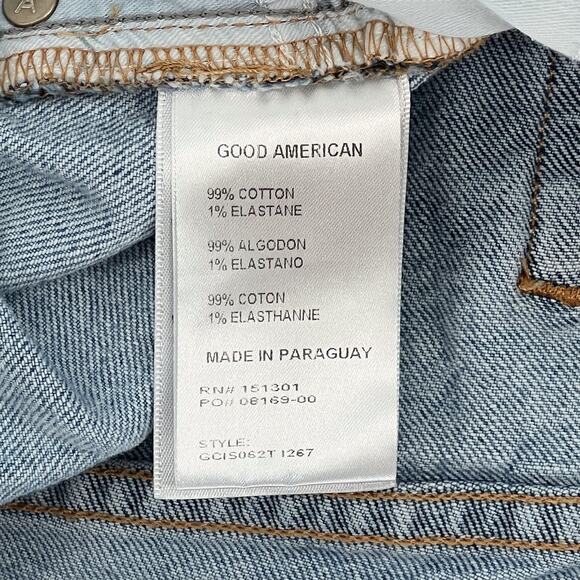 A
GOOD AMERICAN
99% COTTON
1% ELASTANE
99% ALGODON
1% ELASTANO
99% COTON
1% ELASTHANNE
MADE IN PARAGUAY
RN# 151301
PO# 08169-00
STYLE:
GCIS062T 1267